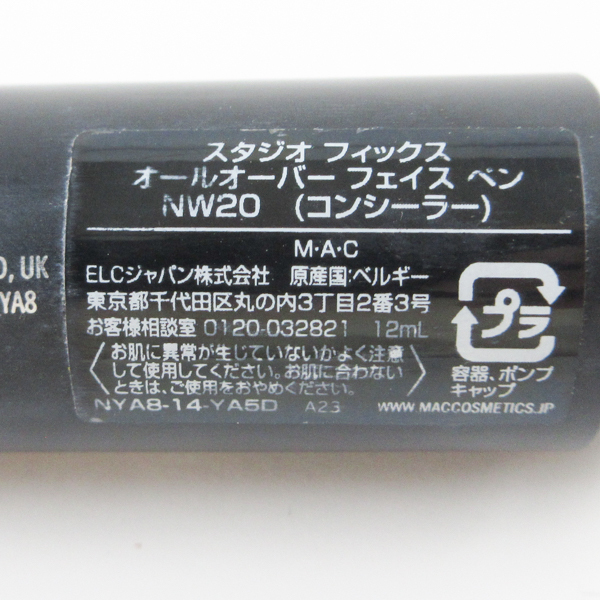 スタジオ フィックス
オールオーバー フェイス ペン
NW20 (コンシーラー)
M・A・C
ELCジャパン株式会社 原産国:ベルギー
東京都千代田区丸の内3丁目2番3号
お客様相談室 0120-032821 12mL
〈お肌に異常が生じていないかよく注意
して使用してください。お肌に合わない
ときは、ご使用をおやめください。〉
NYA8-14-YA5D A23
プラ
容器、ポンプ
キャップ
WWW.MACCOSMETICS.JP
, UK
YA8